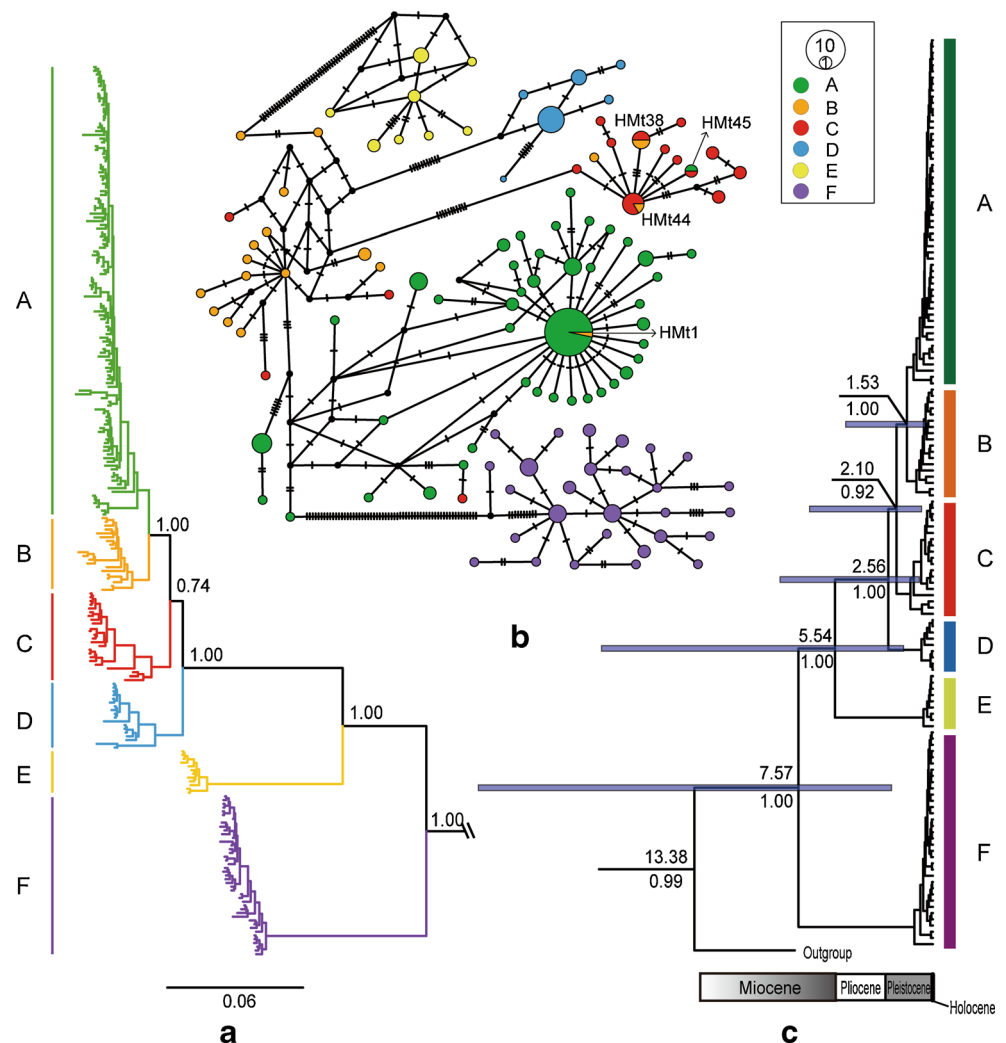 A
B
C
D
E
F
1.00
0.74
1.00
1.00
1.00
0.06
a
HMt38
HMt45
HMt44
HMt1
b
10
1
A
B
C
D
E
F
1.53
1.00
2.10
0.92
2.56
1.00
5.54
1.00
7.57
1.00
13.38
0.99
Outgroup
A
B
C
D
E
F
Miocene
Pliocene
Pleistocene
Holocene
c